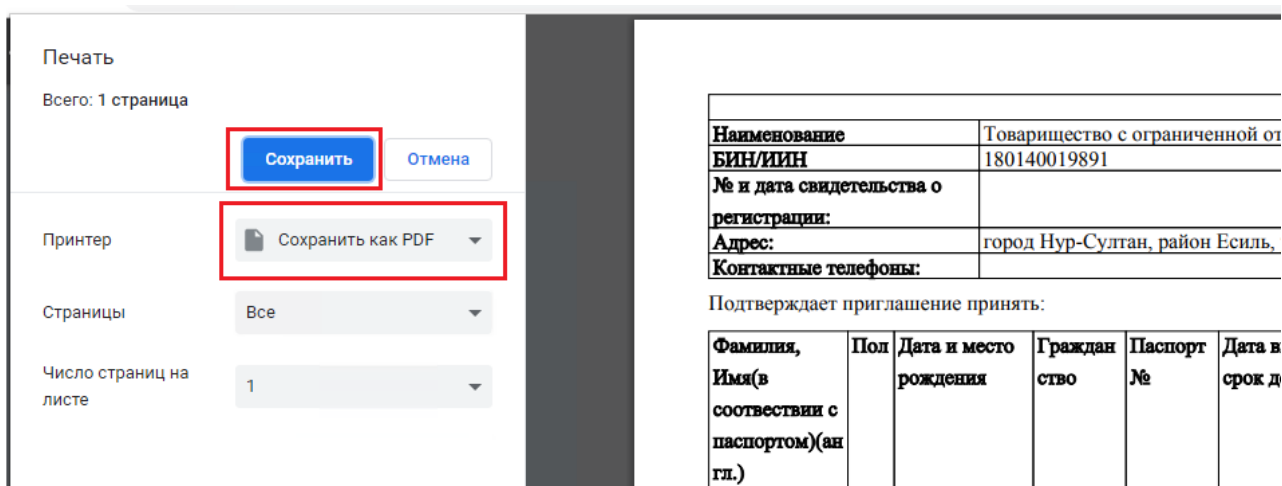 Печать
Всего: 1 страница
Сохранить
Отмена
Принтер
Сохранить как PDF
Страницы
Все
Число страниц на
листе
1
Наименование
Товарищество с ограниченной от
БИН/ИИН
180140019891
№ и дата свидетельства о
регистрации:
Адрес:
город Нур-Султан, район Есиль,
Контактные телефоны:
Подтверждает приглашение принять:
Фамилия,
Имя(в
соотвествии с
паспортом)(ан
гл.)
Пол
Дата и место
рождения
Граждан
ство
Паспорт
№
Дата в
срок д